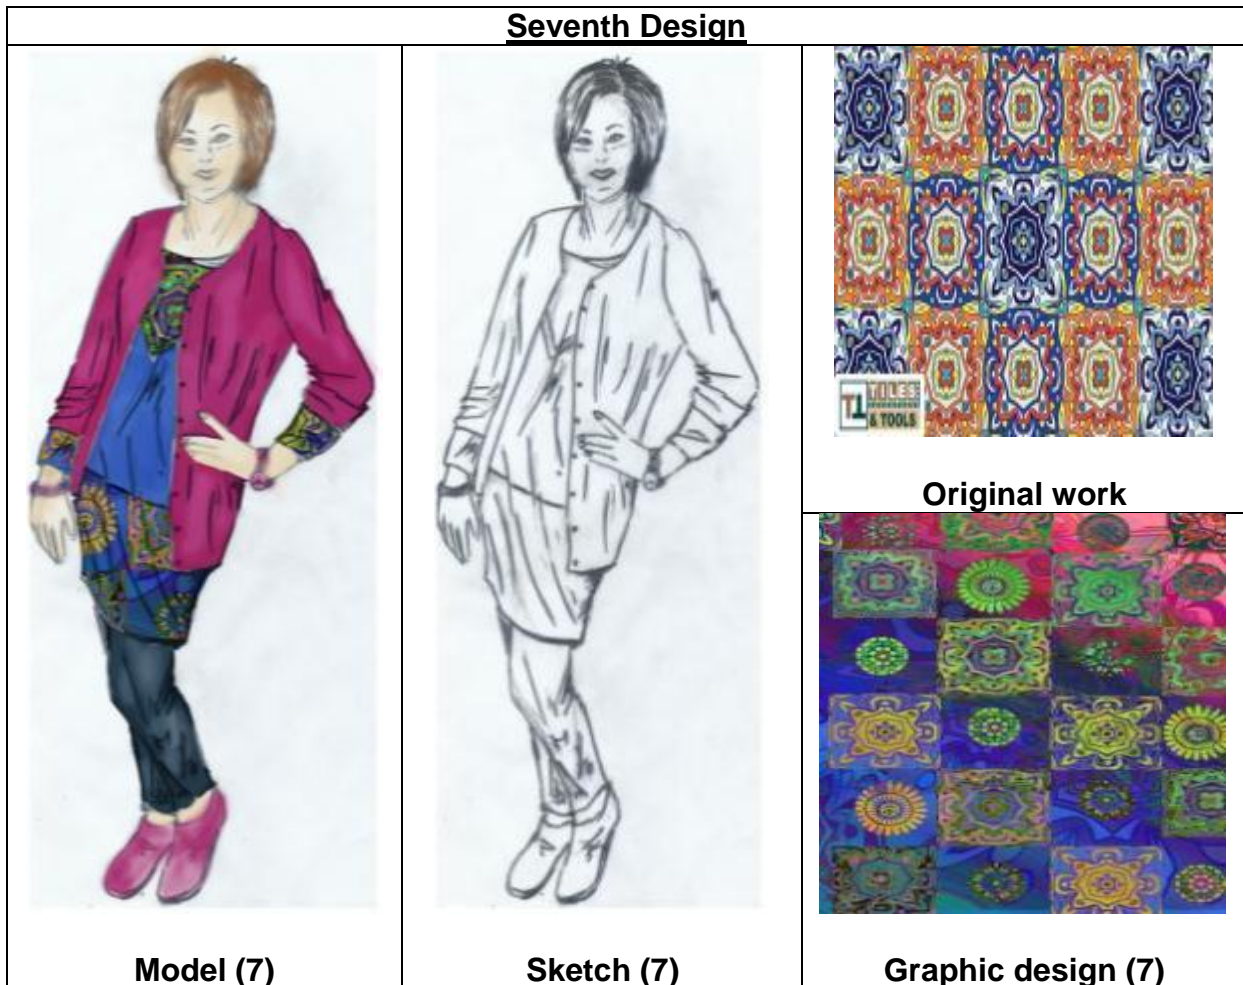 Seventh Design
TILES
& TOOLS
Original work
Model (7)
Sketch (7)
Graphic design (7)